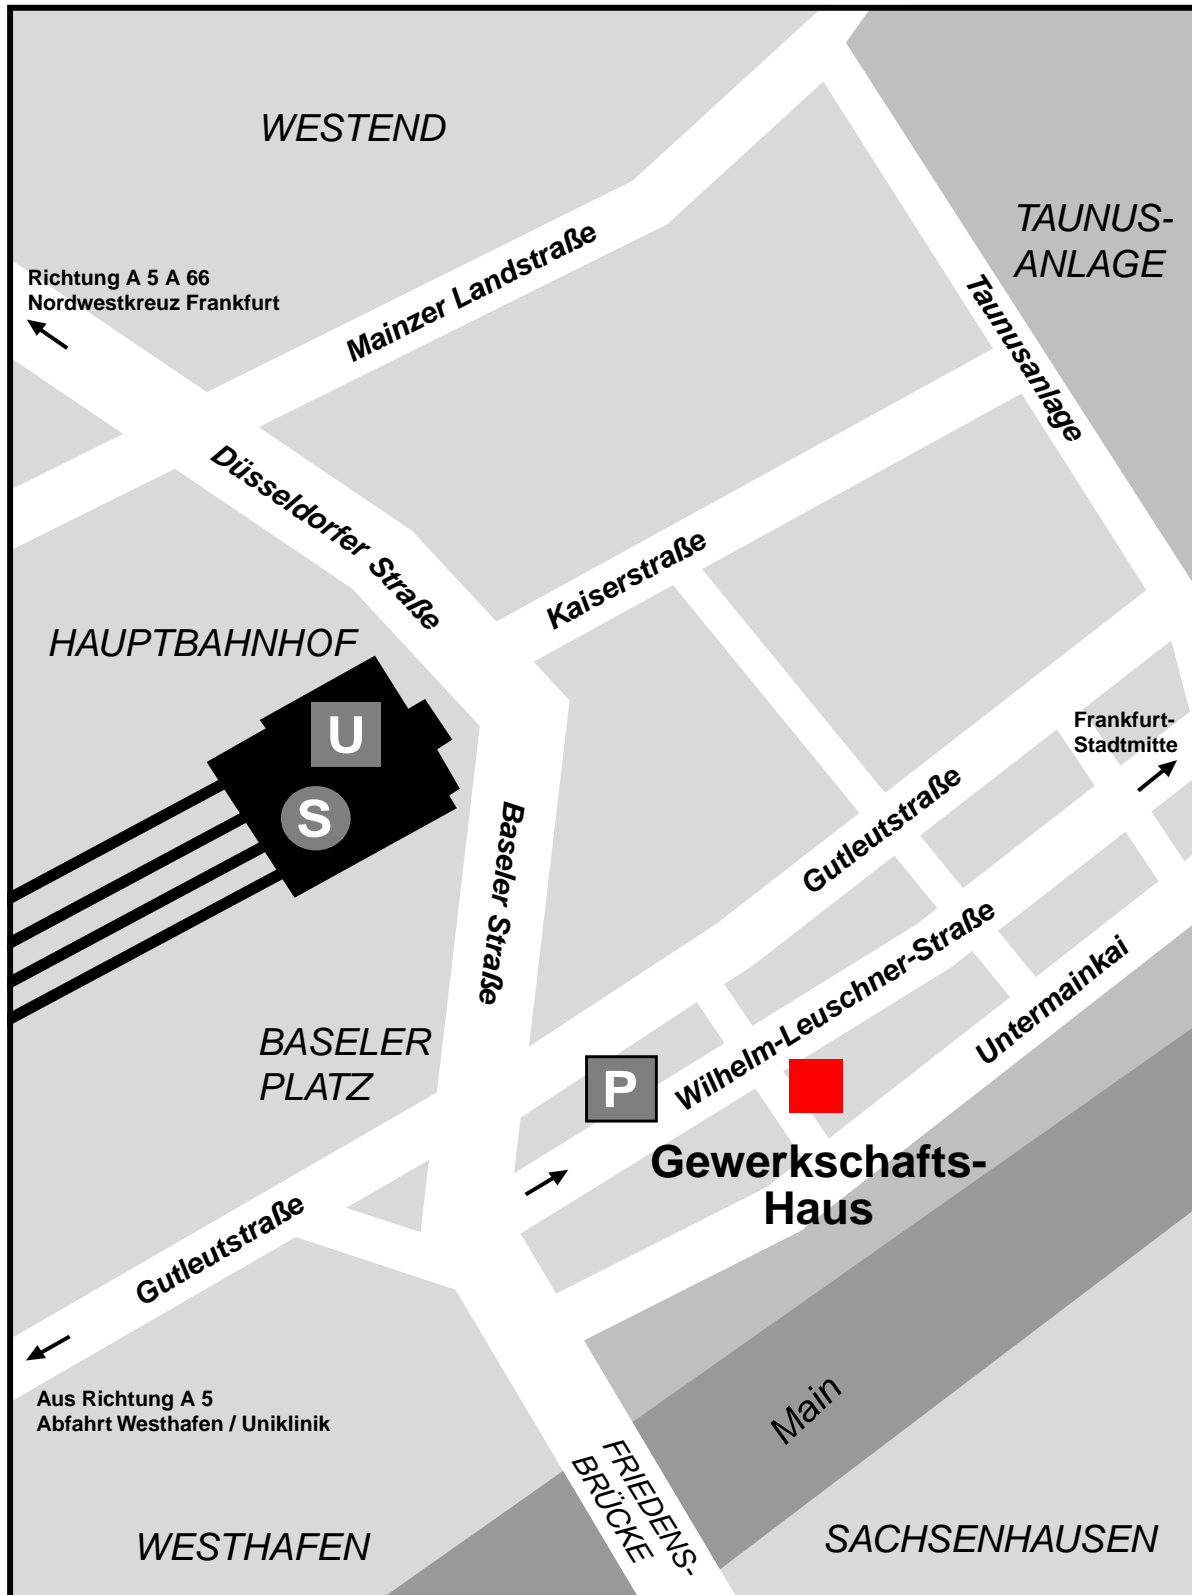 WESTEND
TAUNUS-
ANLAGE
Richtung A 5 A 66
Nordwestkreuz Frankfurt
Mainzer Landstraße
Taunusanlage
Düsseldorfer Straße
Kaiserstraße
HAUPTBAHNHOF
U
S
Frankfurt-
Stadtmitte
Baseler Straße
Gutleutstraße
Wilhelm-Leuschner-Straße
Untermainkai
BASELER
PLATZ
P
Gewerkschafts-
Haus
Gutleutstraße
Aus Richtung A 5
Abfahrt Westhafen / Uniklinik
Main
FRIEDENS-
BRÜCKE
WESTHAFEN
SACHSENHAUSEN